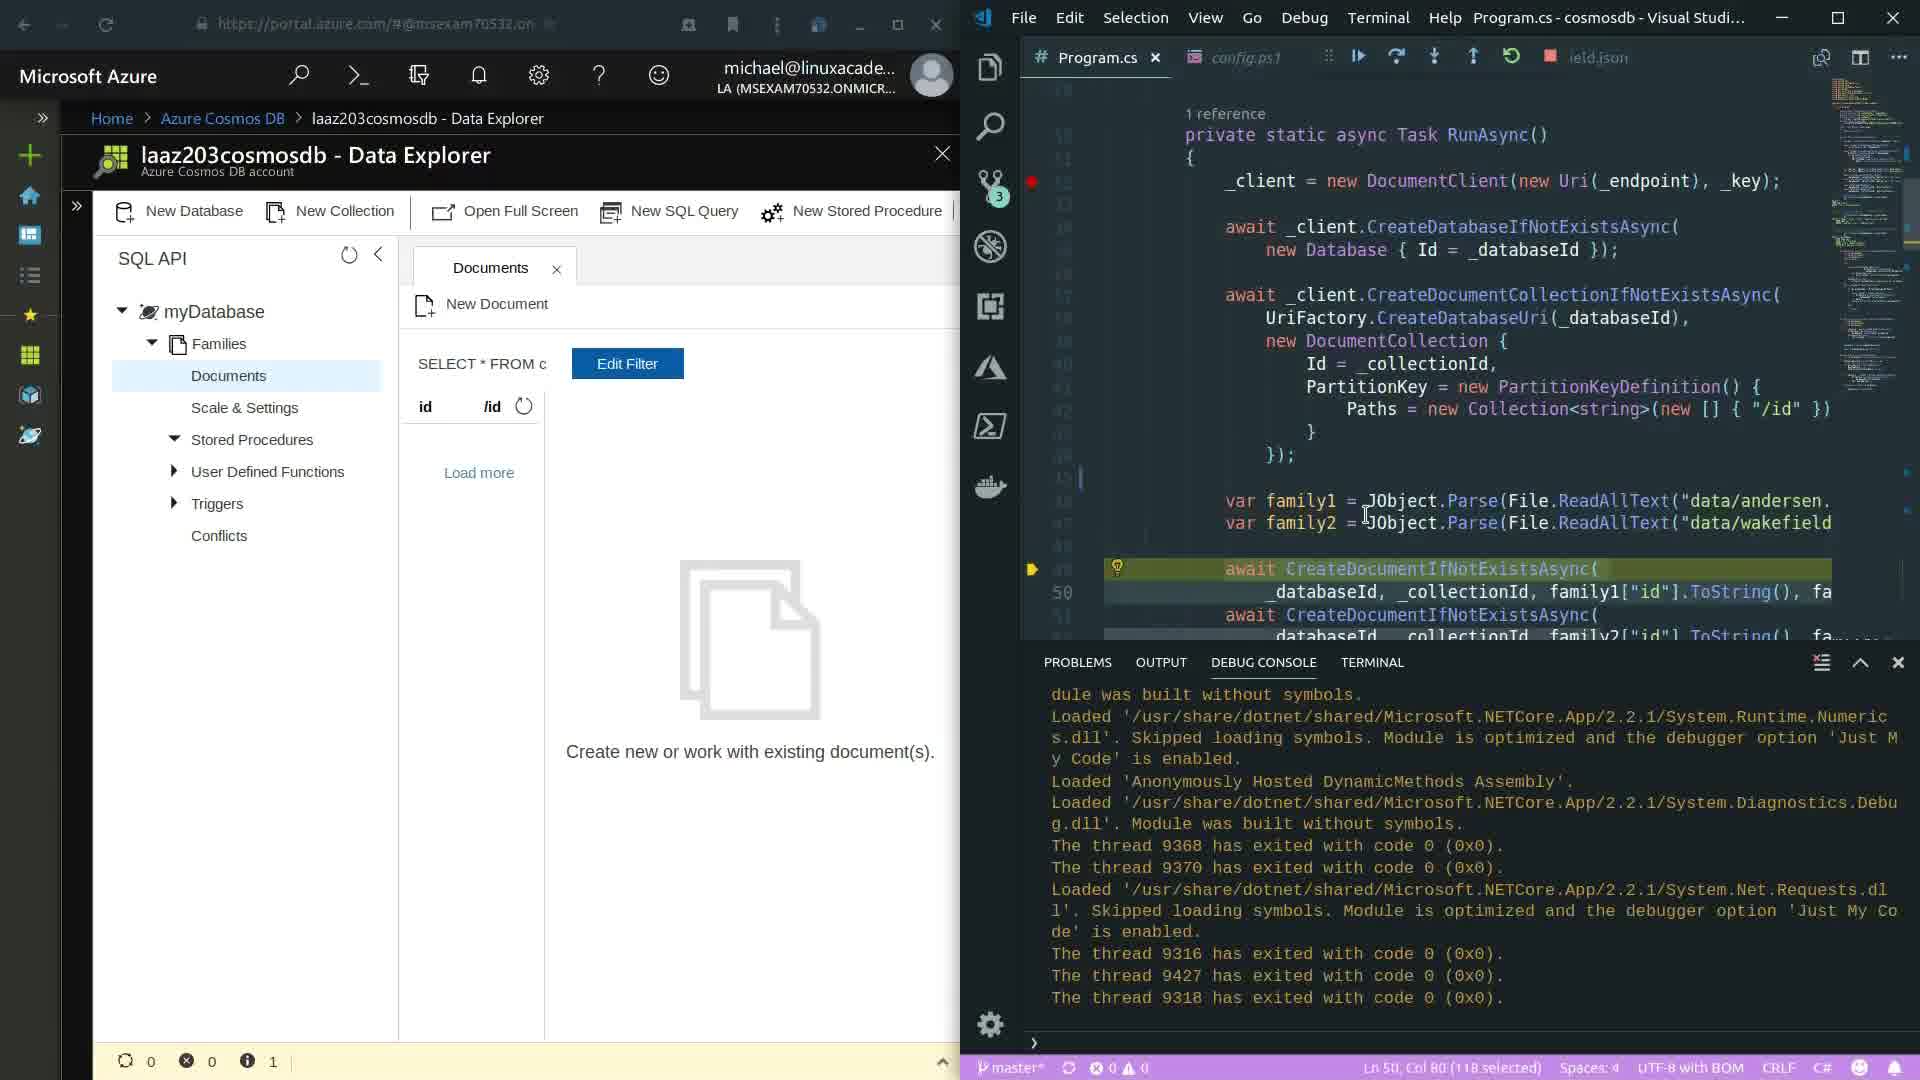 https://portal.azure.com/#@msexam70532.on
Microsoft Azure
michael@linuxacade...
LA (MSEXAM70532.ONMICR...
Home > Azure Cosmos DB > laaz203cosmosdb - Data Explorer
laaz203cosmosdb - Data Explorer
Azure Cosmos DB account
New Database
New Collection
Open Full Screen
New SQL Query
New Stored Procedure
SQL API
myDatabase
Families
Documents
Scale & Settings
Stored Procedures
User Defined Functions
Triggers
Conflicts
Documents
New Document
SELECT * FROM c
Edit Filter
id
/id
Load more
Create new or work with existing document(s).
0
0
1
File Edit Selection View Go Debug Terminal Help
Program.cs - cosmosdb - Visual Studi...
Program.cs
config.ps1
ield.json
3
1 reference
private static async Task RunAsync()
{
_client = new DocumentClient(new Uri(_endpoint), _key);
await _client.CreateDatabaseIfNotExistsAsync(
new Database { Id = _databaseId });
await _client.CreateDocumentCollectionIfNotExistsAsync(
UriFactory.CreateDatabaseUri(_databaseId),
new DocumentCollection {
Id = _collectionId,
PartitionKey = new PartitionKeyDefinition() {
Paths = new Collection<string>(new [] { "/id" })
}
});
var family1 = JObject.Parse(File.ReadAllText("data/andersen.
var family2 = JObject.Parse(File.ReadAllText("data/wakefield
await CreateDocumentIfNotExistsAsync(
50 _databaseId, _collectionId, family1["id"].ToString(), fa
await CreateDocumentIfNotExistsAsync(
_databaseId, _collectionId, family2["id"].ToString(), fa
PROBLEMS
OUTPUT
DEBUG CONSOLE
TERMINAL
dule was built without symbols.
Loaded '/usr/share/dotnet/shared/Microsoft.NETCore.App/2.2.1/System.Runtime.Numeric
s.dll'. Skipped loading symbols. Module is optimized and the debugger option 'Just M
y Code' is enabled.
Loaded 'Anonymously Hosted DynamicMethods Assembly'.
Loaded '/usr/share/dotnet/shared/Microsoft.NETCore.App/2.2.1/System.Diagnostics.Debu
g.dll'. Module was built without symbols.
The thread 9368 has exited with code 0 (0x0).
The thread 9370 has exited with code 0 (0x0).
Loaded '/usr/share/dotnet/shared/Microsoft.NETCore.App/2.2.1/System.Net.Requests.dl
l'. Skipped loading symbols. Module is optimized and the debugger option 'Just My Co
de' is enabled.
The thread 9316 has exited with code 0 (0x0).
The thread 9427 has exited with code 0 (0x0).
The thread 9318 has exited with code 0 (0x0).
master*
0
0
Ln 50, Col 80 (118 selected)
Spaces: 4
UTF-8 with BOM
CRLF
C#